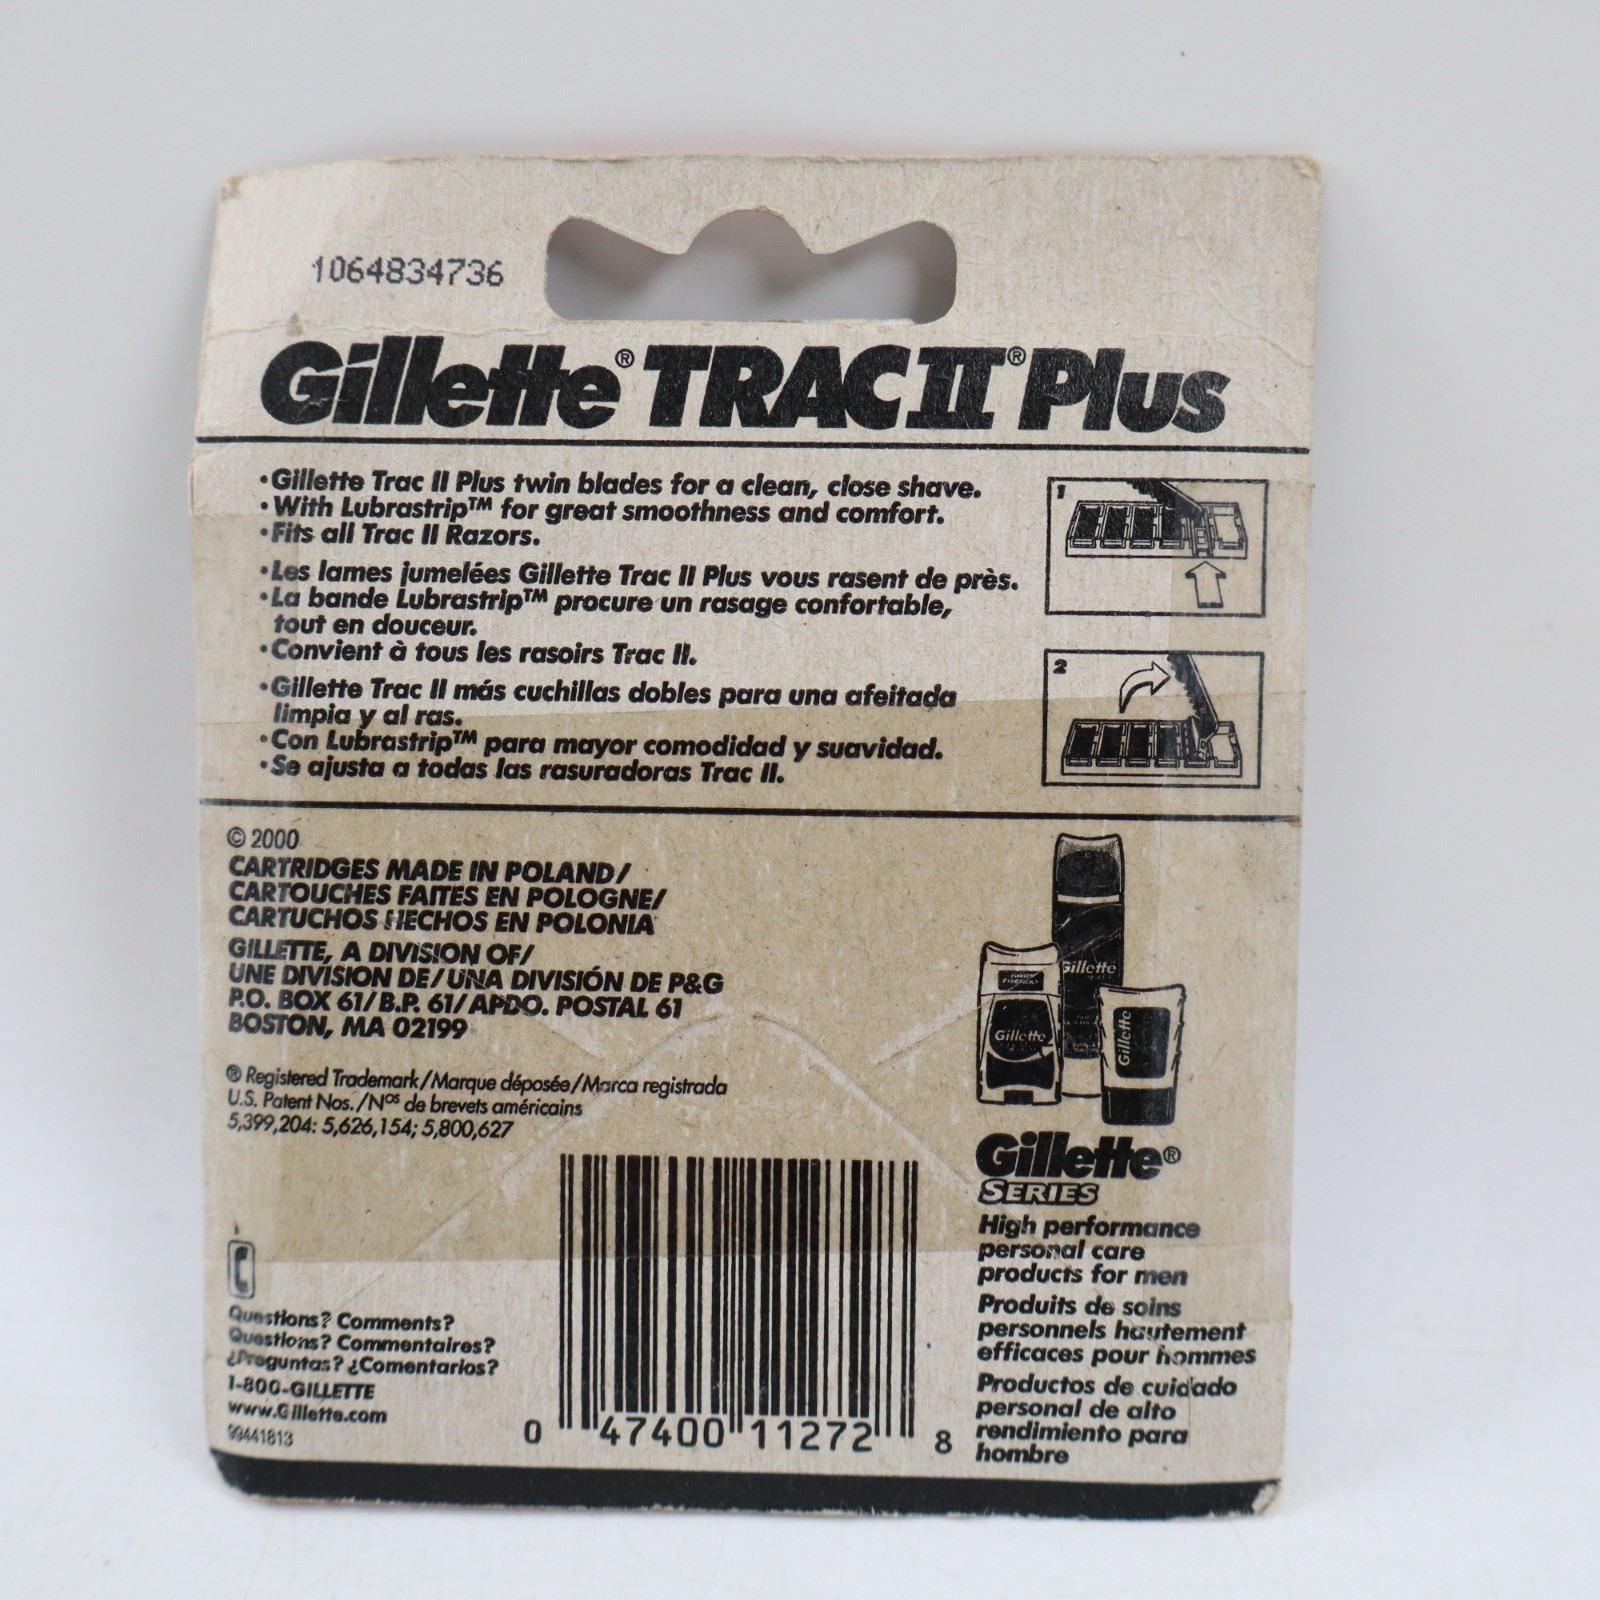 1064834736
Gillette® TRAC II® Plus
•Gillette Trac II Plus twin blades for a clean, close shave.
•With Lubrastrip™ for great smoothness and comfort.
•Fits all Trac II Razors.
•Les lames jumelées Gillette Trac II Plus vous rasent de près.
•La bande Lubrastrip™ procure un rasage confortable,
tout en douceur.
•Convient à tous les rasoirs Trac II.
•Gillette Trac II más cuchillas dobles para una afeitada
limpia y al ras.
•Con Lubrastrip™ para mayor comodidad y suavidad.
•Se ajusta a todas las rasuradoras Trac II.
1
2
© 2000
CARTRIDGES MADE IN POLAND/
CARTOUCHES FAITES EN POLOGNE/
CARTUCHOS HECHOS EN POLONIA
GILLETTE, A DIVISION OF/
UNE DIVISION DE/UNA DIVISIÓN DE P&G
P.O. BOX 61/B.P. 61/APDO. POSTAL 61
BOSTON, MA 02199
® Registered Trademark/Marque déposée/Marca registrada
U.S. Patent Nos./Nos de brevets américains
5,399,204: 5,626,154; 5,800,627
Questions? Comments?
Questions? Commentaires?
¿Preguntas? ¿Comentarios?
1-800-GILLETTE
www.Gillette.com
99441813
0 47400 11272 8
Gillette
Gillette
Gillette
Gillette®
SERIES
High performance
personal care
products for men
Produits de soins
personnels hautement
efficaces pour hommes
Productos de cuidado
personal de alto
rendimiento para
hombre